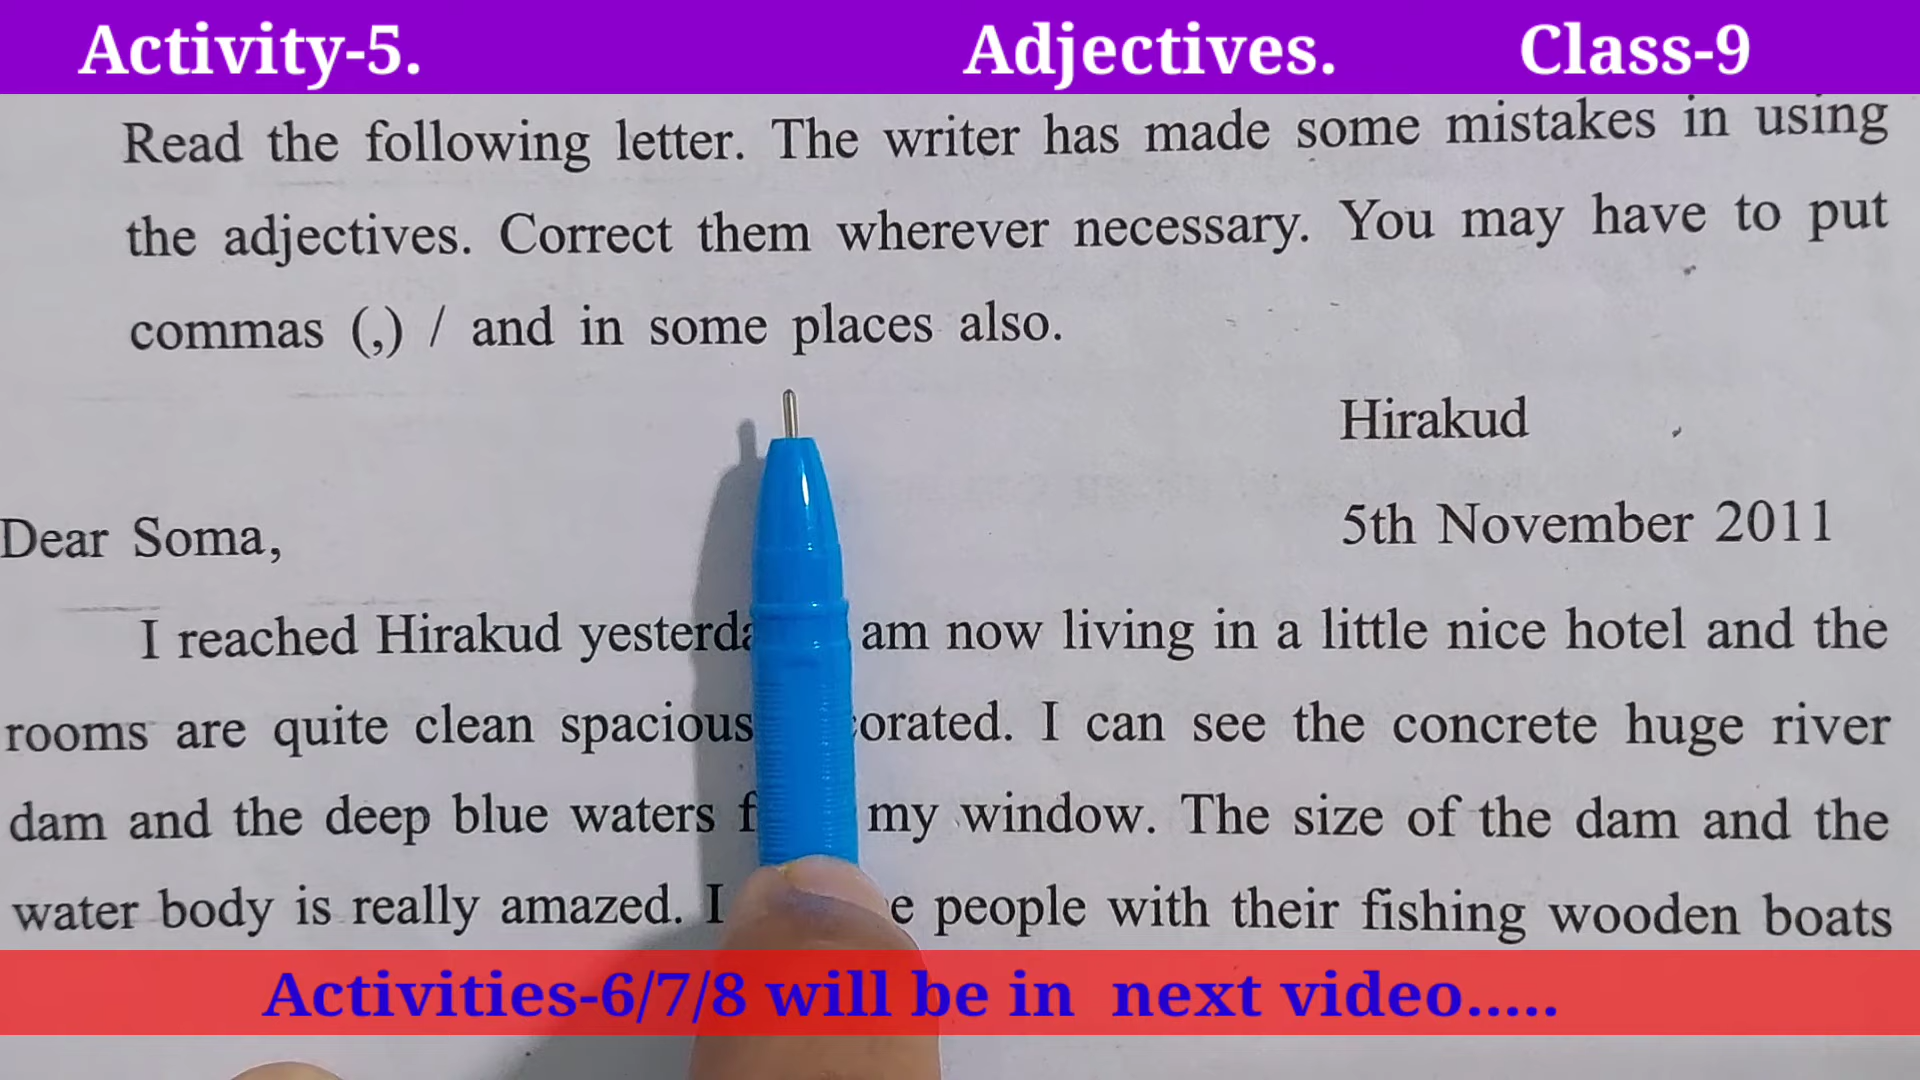 Activity-5. Adjectives. Class-9
Read the following letter. The writer has made some mistakes in using
the adjectives. Correct them wherever necessary. You may have to put
commas (,) / and in some places also.
Hirakud
5th November 2011
Dear Soma,
I reached Hirakud am now living in a little nice hotel and the
rooms are quite clean spacious I can see the concrete huge river
dam and the deep blue waters my window. The size of the dam and the
water body is really amazed. I people with their fishing wooden boats
Activities-6/7/8 will be in next video.....